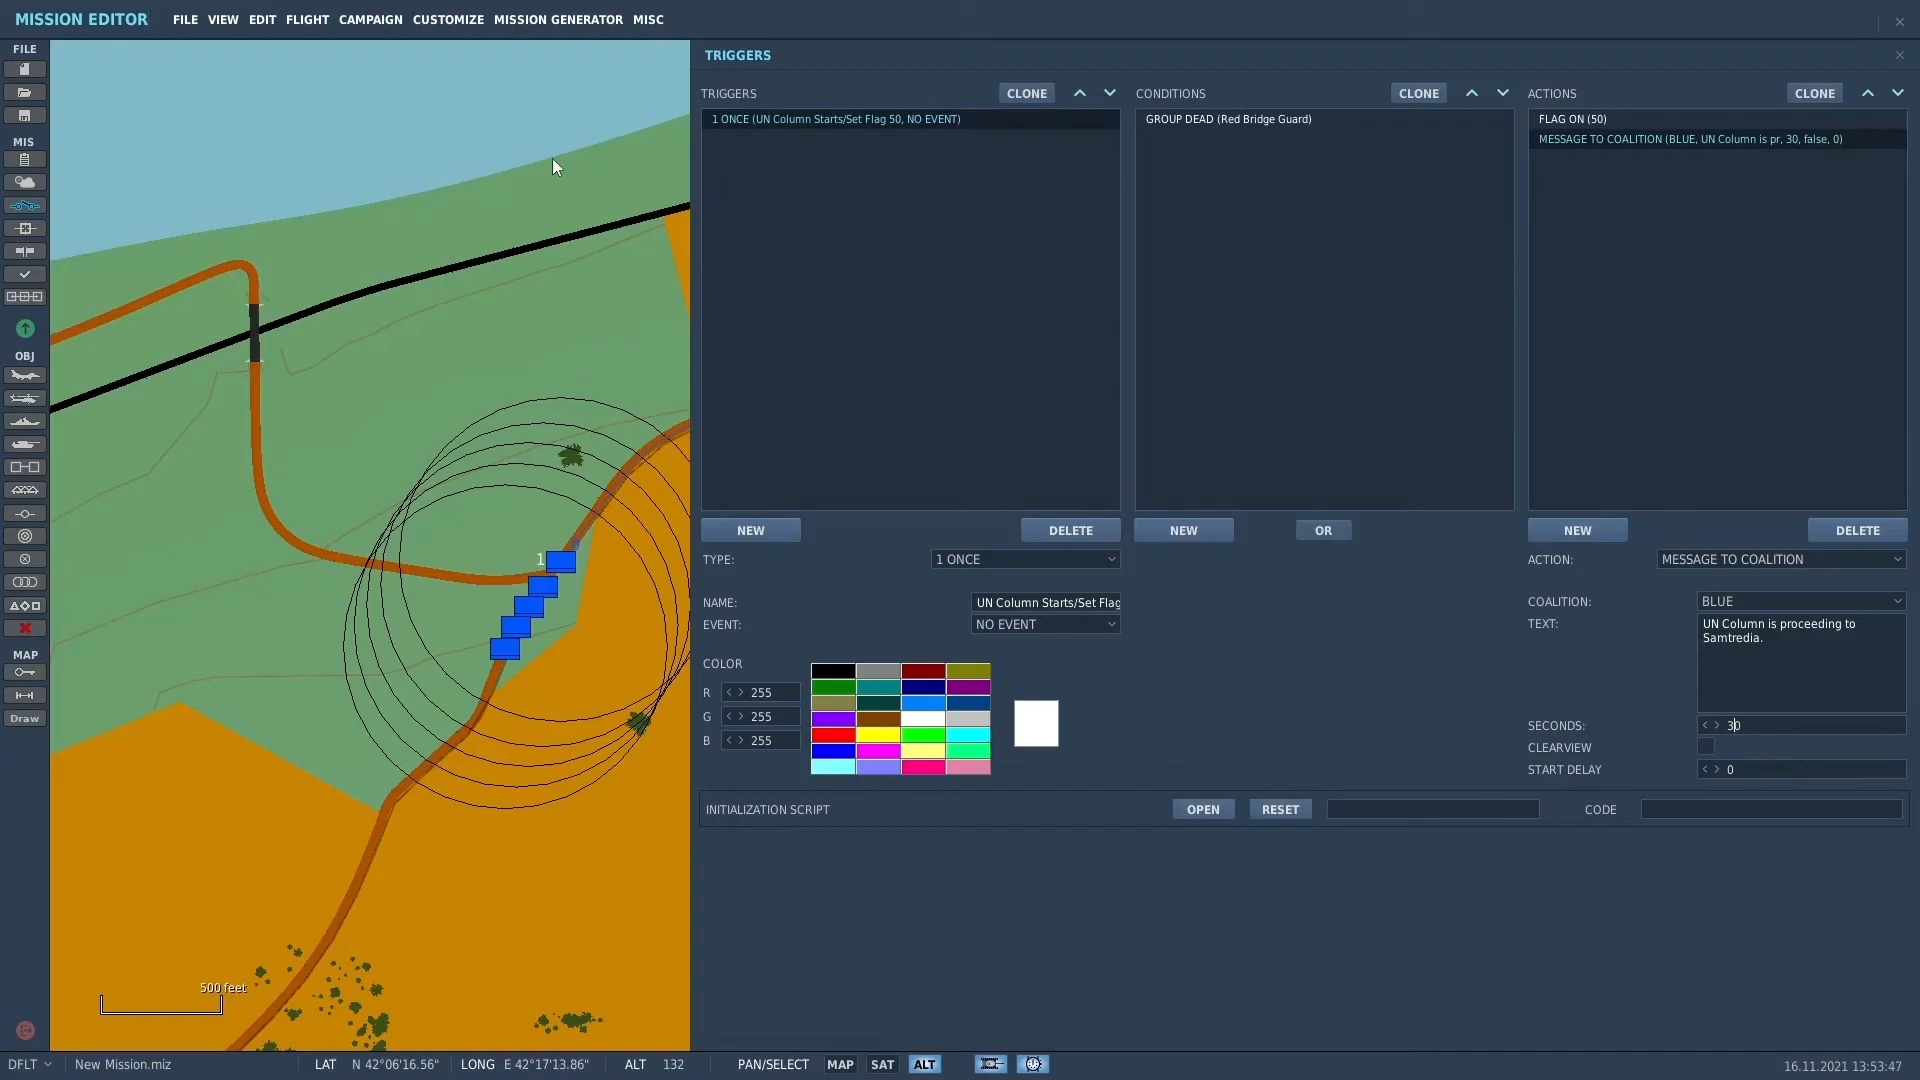 MISSION EDITOR
FILE VIEW EDIT FLIGHT CAMPAIGN CUSTOMIZE MISSION GENERATOR MISC
FILE
MIS
OBJ
MAP
Draw
1
500 feet
TRIGGERS
TRIGGERS
CLONE
1 ONCE (UN Column Starts/Set Flag 50, NO EVENT)
NEW
DELETE
TYPE:
1 ONCE
NAME:
UN Column Starts/Set Flag
EVENT:
NO EVENT
COLOR
R
255
G
255
B
255
CONDITIONS
CLONE
GROUP DEAD (Red Bridge Guard)
NEW
OR
ACTIONS
CLONE
FLAG ON (50)
MESSAGE TO COALITION (BLUE, UN Column is pr, 30, false, 0)
NEW
DELETE
ACTION:
MESSAGE TO COALITION
COALITION:
BLUE
TEXT:
UN Column is proceeding to
Samtredia.
SECONDS:
30
CLEARVIEW
START DELAY
0
INITIALIZATION SCRIPT
OPEN
RESET
CODE
DFLT
New Mission.miz
LAT N 42°06'16.56"
LONG E 42°17'13.86"
ALT 132
PAN/SELECT
MAP
SAT
ALT
16.11.2021 13:53:47